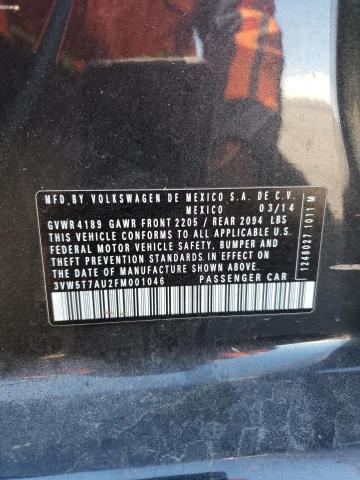 MFD. BY VOLKSWAGEN DE MEXICO S.A. DE C.V.
MEXICO 03/14
GVWR 4189 GAWR FRONT 2205 / REAR 2094 LBS
THIS VEHICLE CONFORMS TO ALL APPLICABLE U.S.
FEDERAL MOTOR VEHICLE SAFETY, BUMPER AND
THEFT PREVENTION STANDARDS IN EFFECT ON THE
DATE OF MANUFACTURE SHOWN ABOVE.
3VW5T7AU2FM001046 PASSENGER CAR
1246027 1011 M